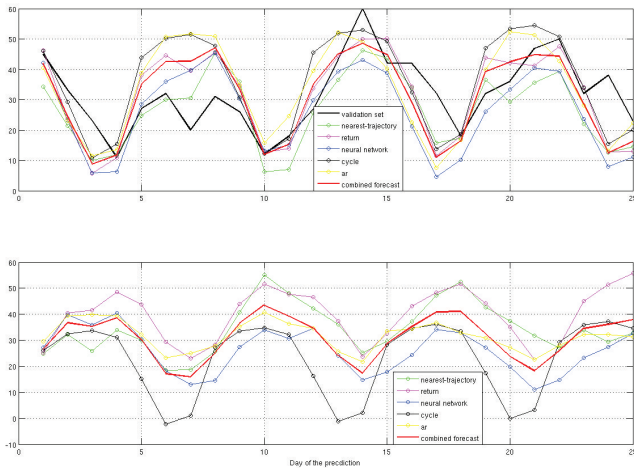 60
50
40
30
20
10
0
validation set
nearest-trajectory
return
neural network
cycle
ar
combined forecast
0 5 10 15 20 25
60
50
40
30
20
10
0
-10
nearest-trajectory
return
neural network
cycle
ar
combined forecast
0 5 10 15 20 25
Day of the precdiction